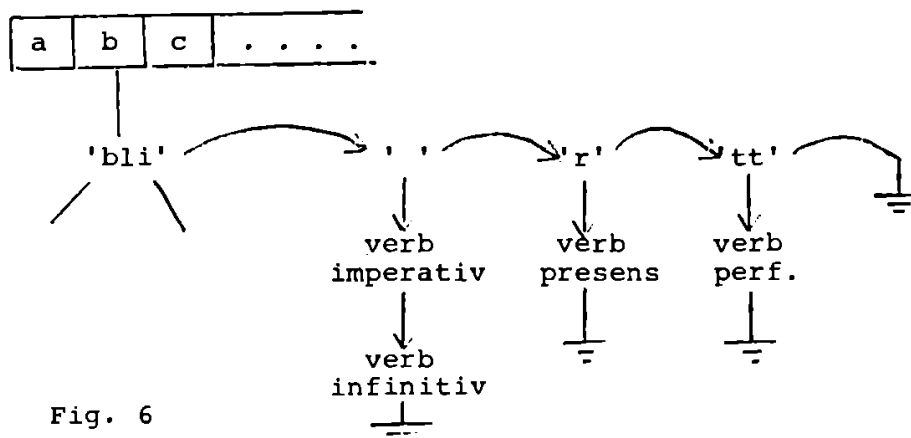 a b c . . . .
'bli' ' ' 'r' 'tt'
verb verb verb
imperativ presens perf.
verb
infinitiv
Fig. 6